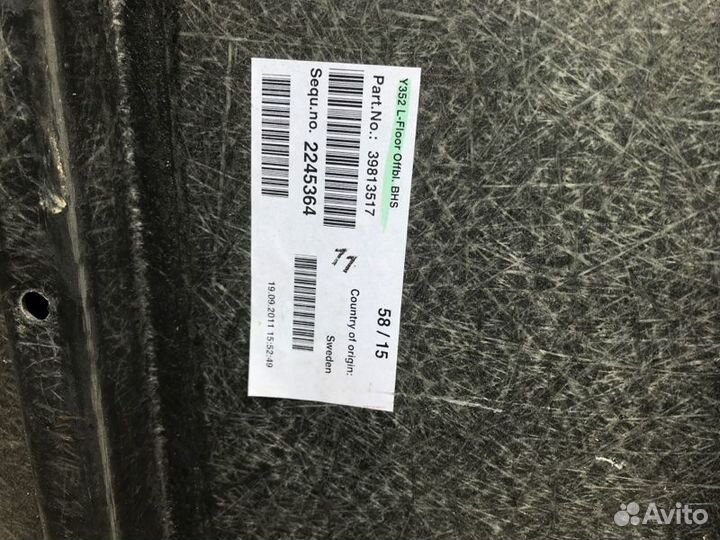 Y352 L-Floor Offbl. BHS
Part.No.: 39813517 58 / 15
Country of origin:
Sweden
Sequ.no. 2245364
11
19.09.2011 15:52:49
Avito